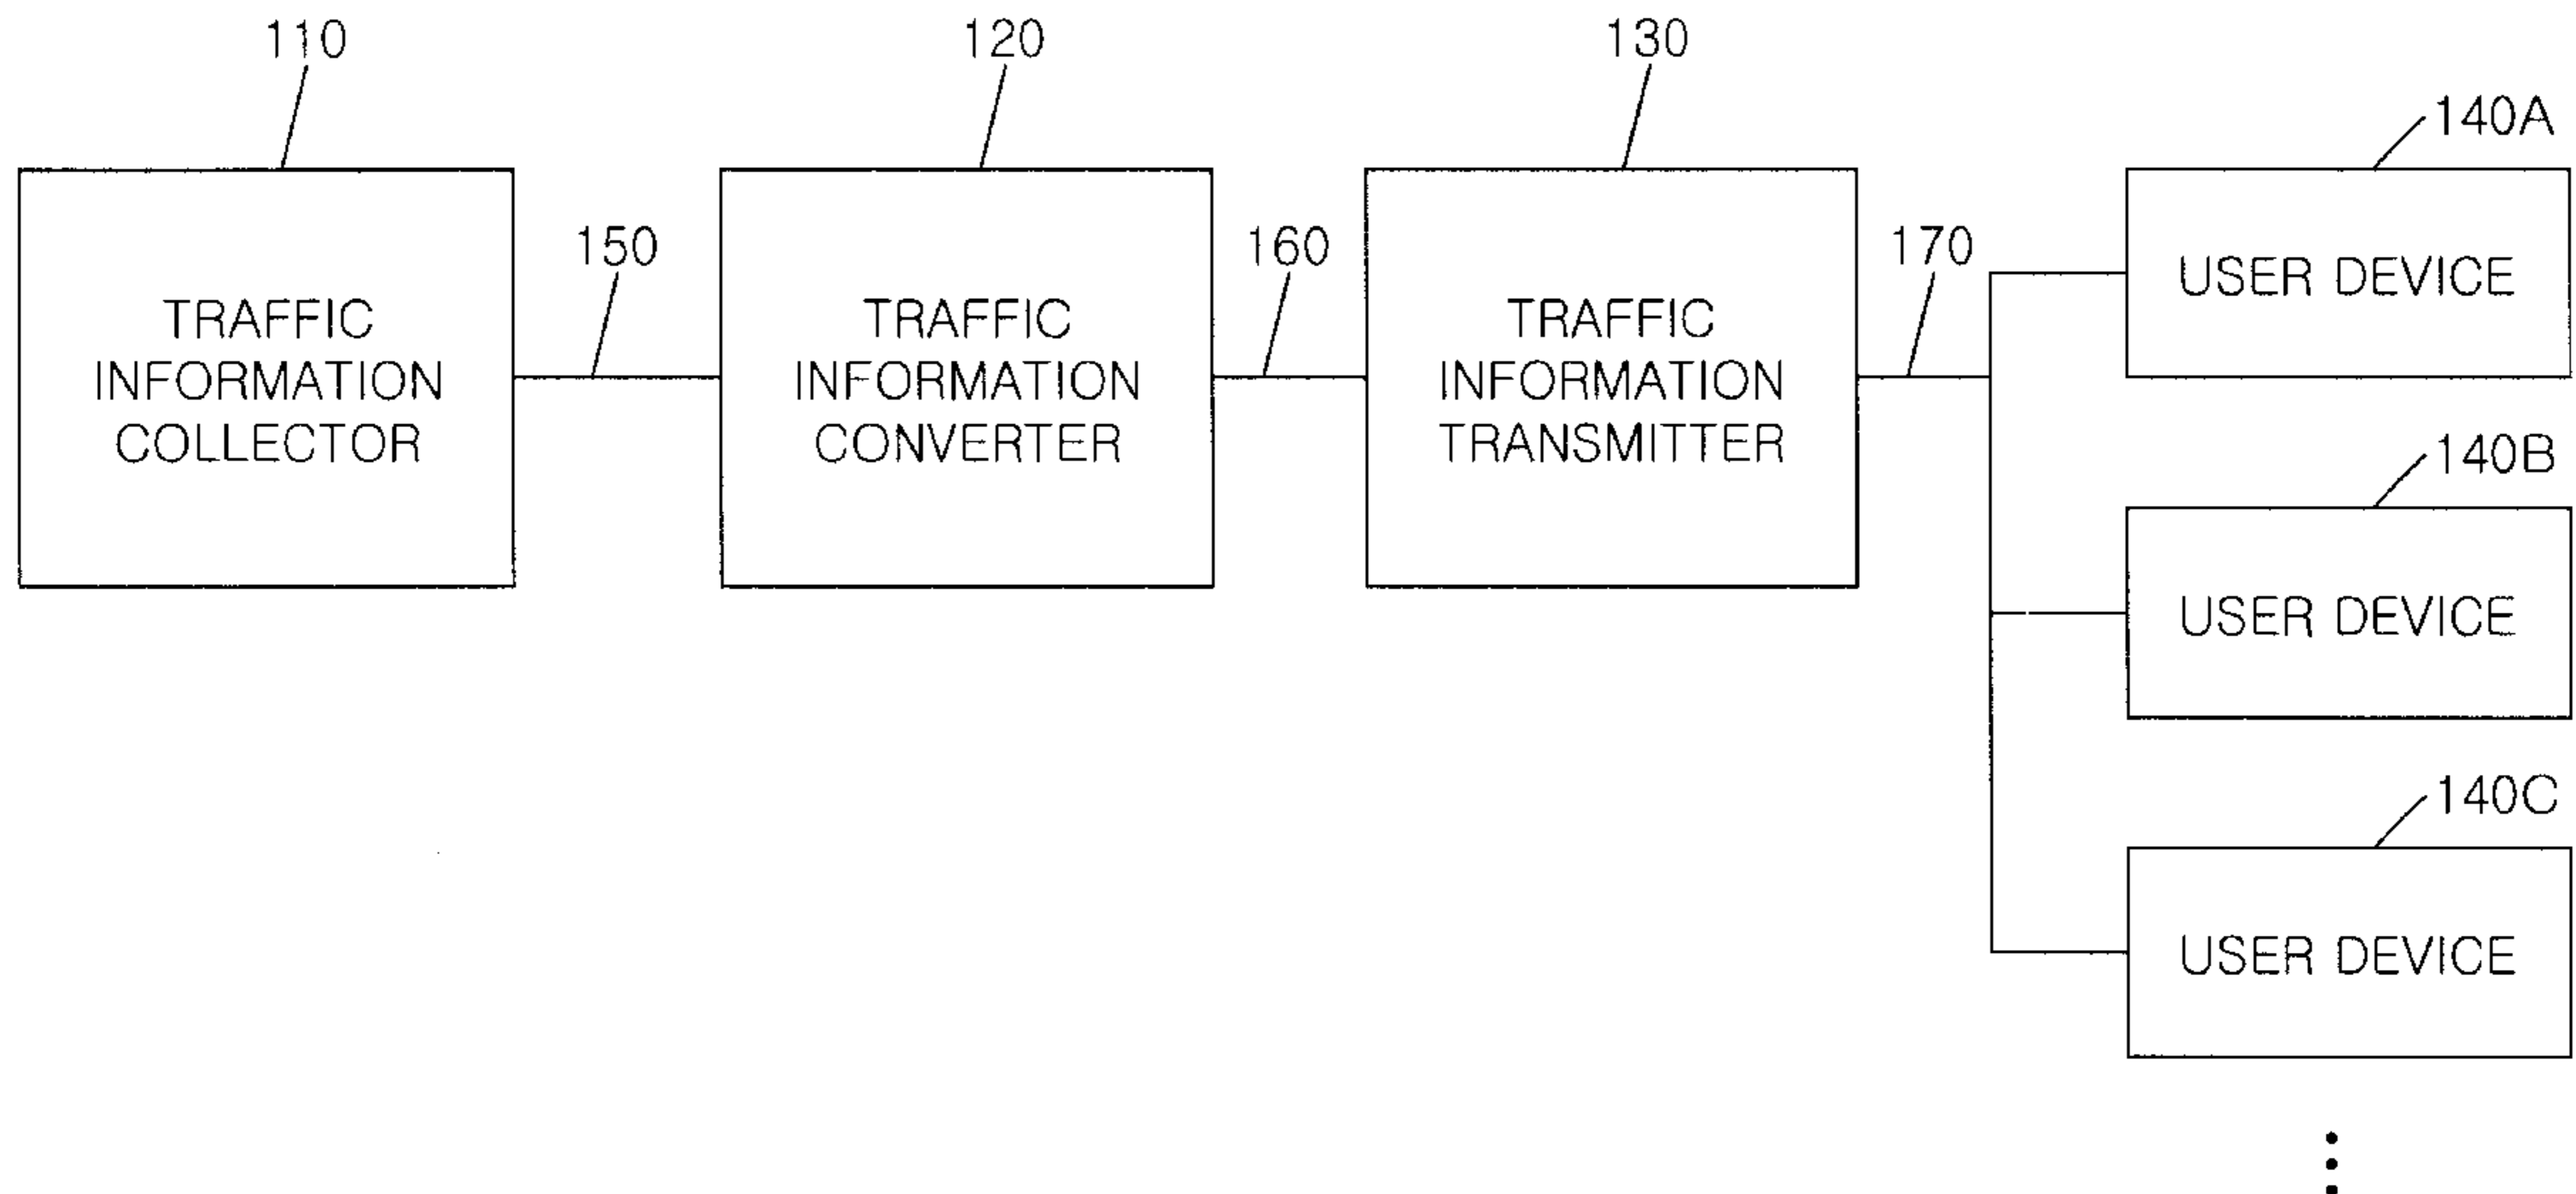 110
120
130
140A
150
160
170
TRAFFIC
INFORMATION
COLLECTOR
TRAFFIC
INFORMATION
CONVERTER
TRAFFIC
INFORMATION
TRANSMITTER
USER DEVICE
140B
USER DEVICE
140C
USER DEVICE